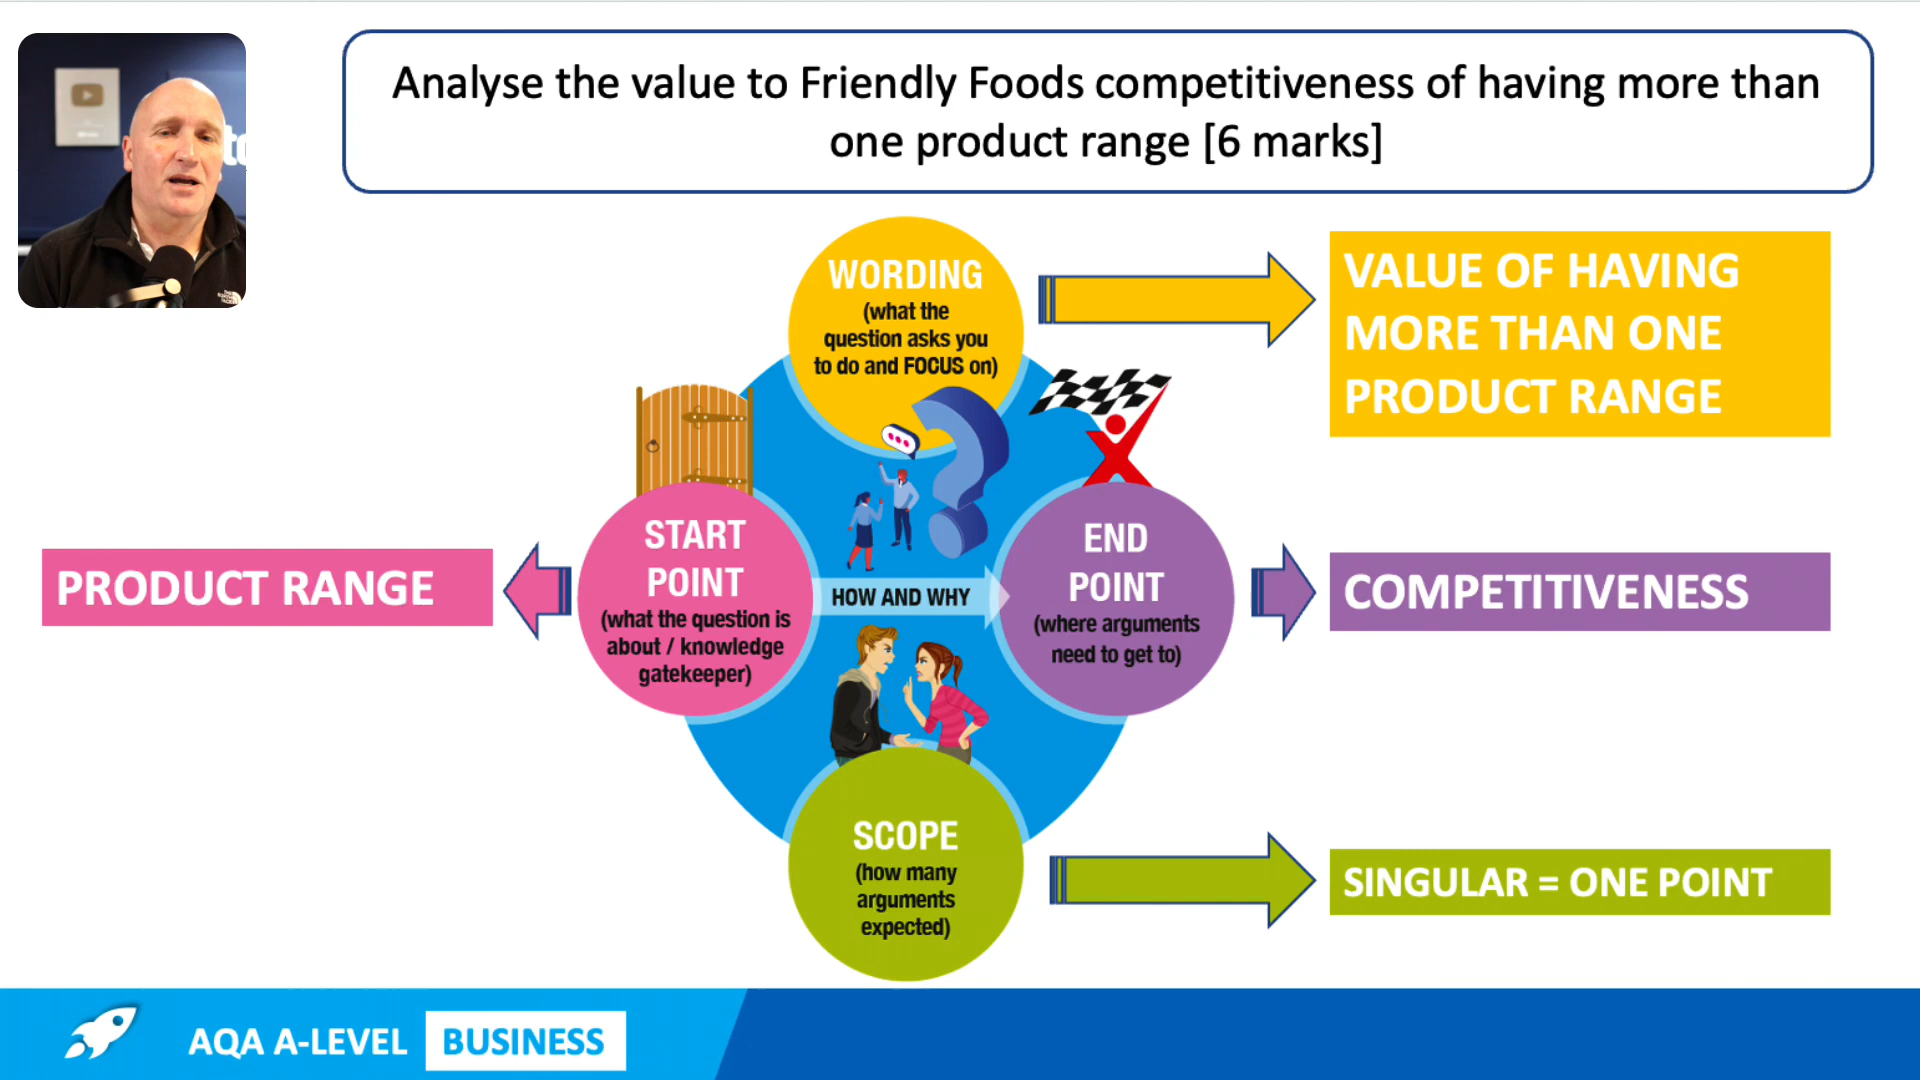 Analyse the value to Friendly Foods competitiveness of having more than
one product range [6 marks]
WORDING
(what the
question asks you
to do and FOCUS on)
VALUE OF HAVING
MORE THAN ONE
PRODUCT RANGE
PRODUCT RANGE
START
POINT
(what the question is
about / knowledge
gatekeeper)
HOW AND WHY
END
POINT
(where arguments
need to get to)
COMPETITIVENESS
SCOPE
(how many
arguments
expected)
SINGULAR = ONE POINT
AQA A-LEVEL BUSINESS